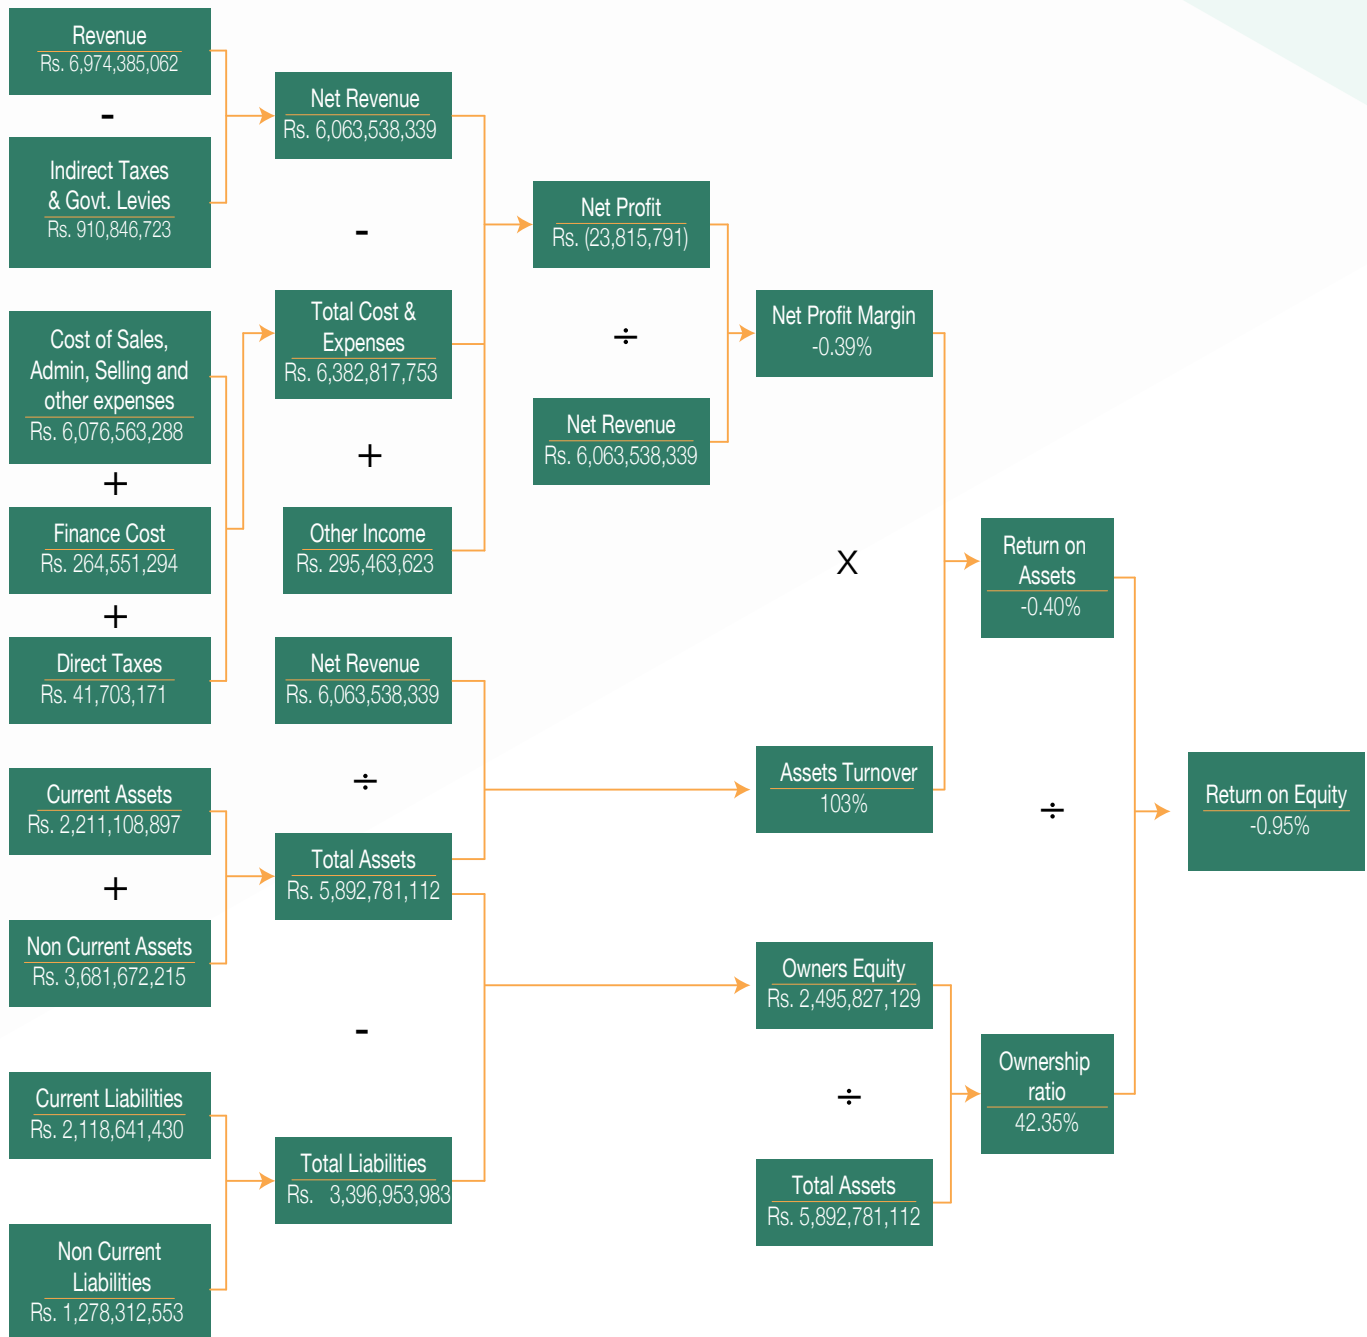 Revenue
Rs. 6,974,385,062
-
Indirect Taxes
& Govt. Levies
Rs. 910,846,723
Cost of Sales,
Admin, Selling and
other expenses
Rs. 6,076,563,288
+
Finance Cost
Rs. 264,551,294
+
Direct Taxes
Rs. 41,703,171
Current Assets
Rs. 2,211,108,897
+
Non Current Assets
Rs. 3,681,672,215
Current Liabilities
Rs. 2,118,641,430
Non Current
Liabilities
Rs. 1,278,312,553
Net Revenue
Rs. 6,063,538,339
-
Total Cost &
Expenses
Rs. 6,382,817,753
+
Other Income
Rs. 295,463,623
Net Revenue
Rs. 6,063,538,339
÷
Total Assets
Rs. 5,892,781,112
-
Total Liabilities
Rs. 3,396,953,983
Net Profit
Rs. (23,815,791)
÷
Net Revenue
Rs. 6,063,538,339
Net Profit Margin
-0.39%
X
Assets Turnover
103%
Owners Equity
Rs. 2,495,827,129
÷
Total Assets
Rs. 5,892,781,112
Return on
Assets
-0.40%
÷
Ownership
ratio
42.35%
Return on Equity
-0.95%